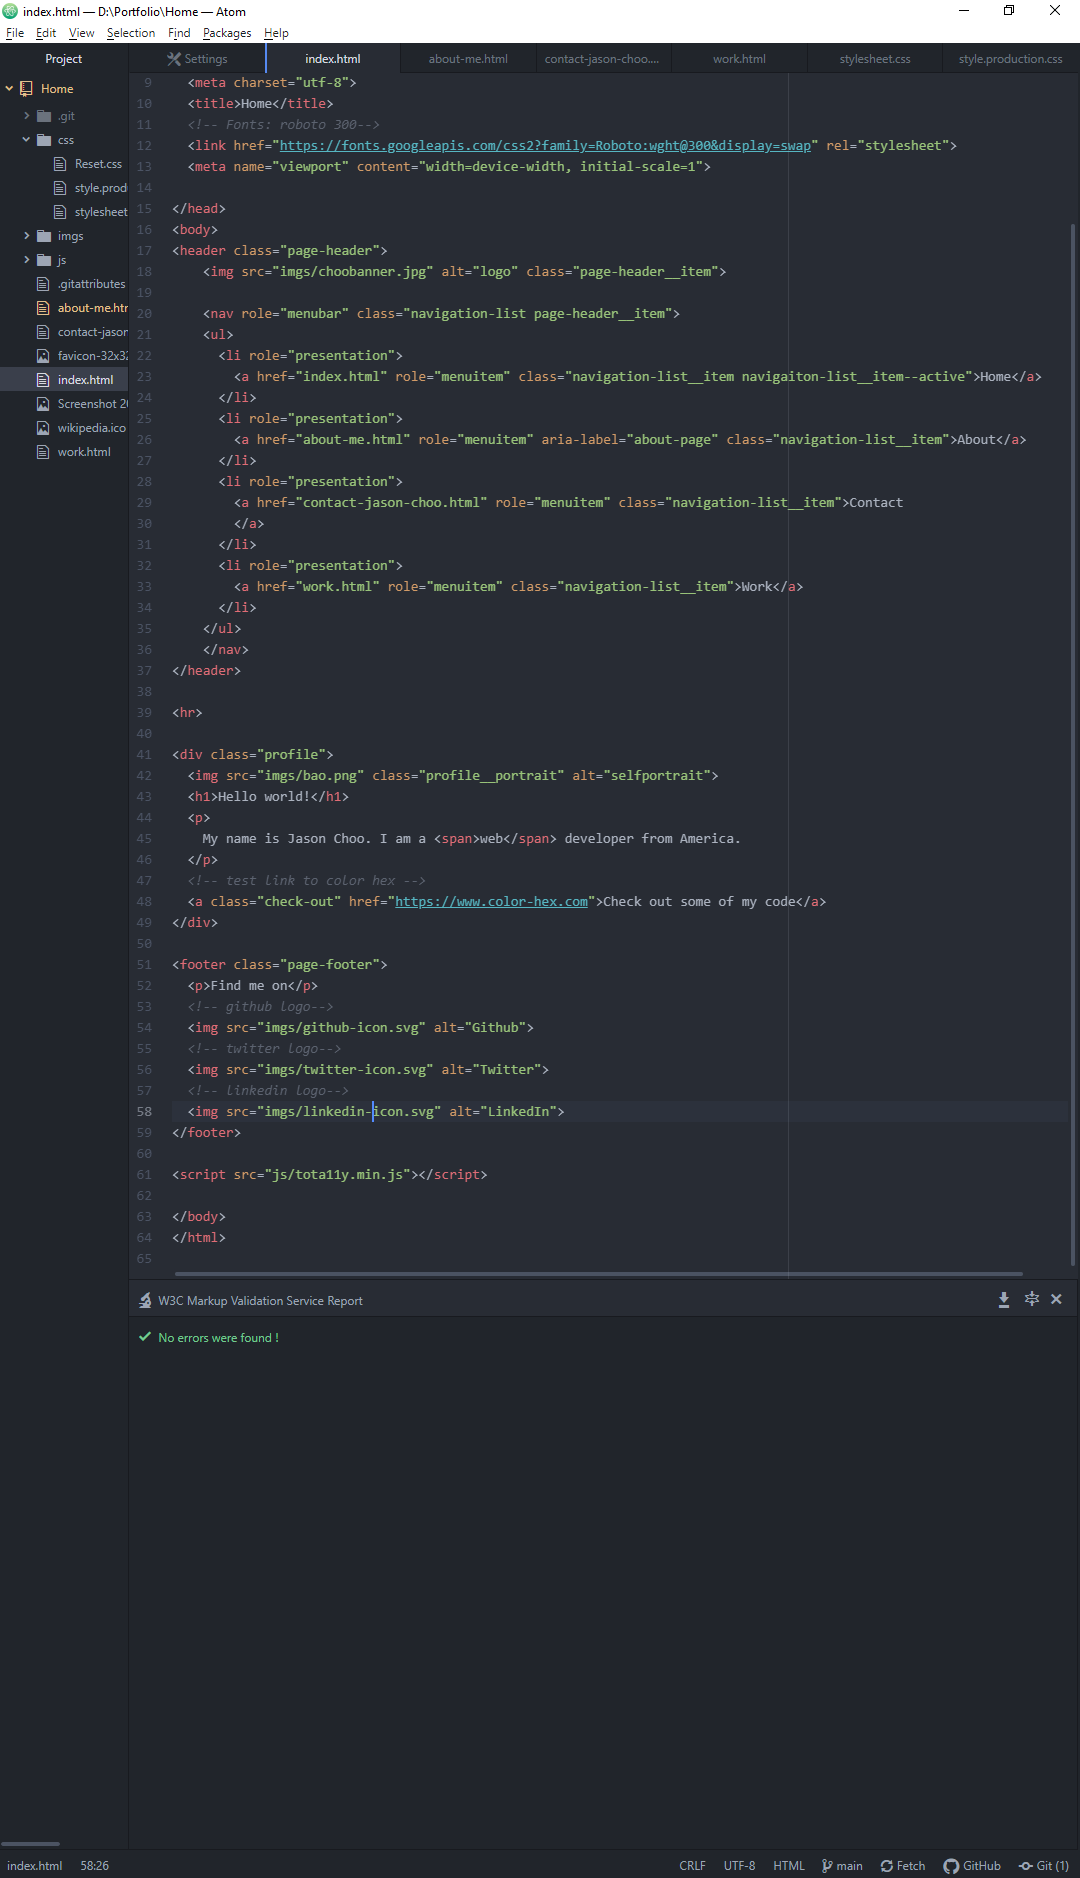 index.html — D:\Portfolio\Home — Atom
File Edit View Selection Find Packages Help
Project
Settings index.html about-me.html contact-jason-choo.... work.html stylesheet.css style.production.css
Home
.git
css
Reset.css
style.prod
stylesheet
imgs
js
.gitattributes
about-me.htm
contact-jason
favicon-32x32
index.html
Screenshot 20
wikipedia.ico
work.html
9 <meta charset="utf-8">
10 <title>Home</title>
11 <!-- Fonts: roboto 300-->
12 <link href="https://fonts.googleapis.com/css2?family=Roboto:wght@300&display=swap" rel="stylesheet">
13 <meta name="viewport" content="width=device-width, initial-scale=1">
14
15 </head>
16 <body>
17 <header class="page-header">
18 <img src="imgs/choobanner.jpg" alt="logo" class="page-header__item">
19
20 <nav role="menubar" class="navigation-list page-header__item">
21 <ul>
22 <li role="presentation">
23 <a href="index.html" role="menuitem" class="navigation-list__item navigaiton-list__item--active">Home</a>
24 </li>
25 <li role="presentation">
26 <a href="about-me.html" role="menuitem" aria-label="about-page" class="navigation-list__item">About</a>
27 </li>
28 <li role="presentation">
29 <a href="contact-jason-choo.html" role="menuitem" class="navigation-list__item">Contact
30 </a>
31 </li>
32 <li role="presentation">
33 <a href="work.html" role="menuitem" class="navigation-list__item">Work</a>
34 </li>
35 </ul>
36 </nav>
37 </header>
38
39 <hr>
40
41 <div class="profile">
42 <img src="imgs/bao.png" class="profile__portrait" alt="selfportrait">
43 <h1>Hello world!</h1>
44 <p>
45 My name is Jason Choo. I am a <span>web</span> developer from America.
46 </p>
47 <!-- test link to color hex -->
48 <a class="check-out" href="https://www.color-hex.com">Check out some of my code</a>
49 </div>
50
51 <footer class="page-footer">
52 <p>Find me on</p>
53 <!-- github logo-->
54 <img src="imgs/github-icon.svg" alt="Github">
55 <!-- twitter logo-->
56 <img src="imgs/twitter-icon.svg" alt="Twitter">
57 <!-- linkedin logo-->
58 <img src="imgs/linkedin-icon.svg" alt="LinkedIn">
59 </footer>
60
61 <script src="js/tota11y.min.js"></script>
62
63 </body>
64 </html>
65
W3C Markup Validation Service Report
No errors were found !
index.html 58:26 CRLF UTF-8 HTML main Fetch GitHub Git (1)